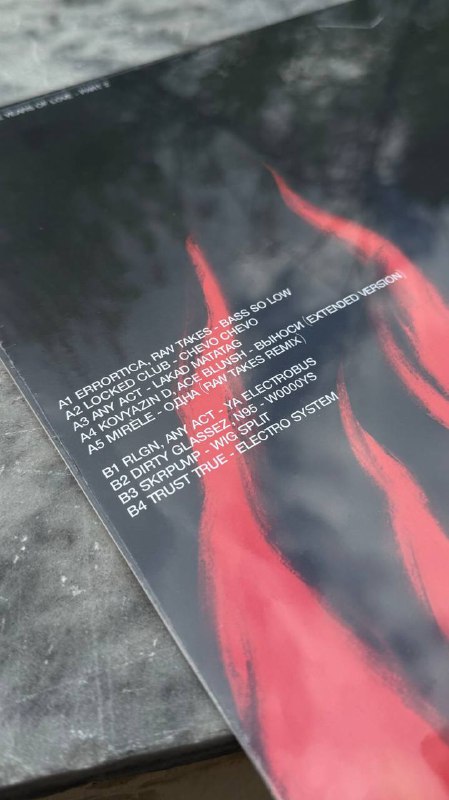 YEARS OF LOVE - PART 2
A1 ERRORTICA, RAW TAKES - BASS SO LOW
A2 LOCKED CLUB - CHEVO CHEVO
A3 ANY ACT - LAKAD MATATAG
A4 KOVYAZIN D, ACE BLUNSH - ВЫНОСИ (EXTENDED VERSION)
A5 MIRELE - ОДНА (RAW TAKES REMIX)
B1 RLGN, ANY ACT - YA ELECTROBUS
B2 DIRTY GLASSEZ, N95 - W0000YS
B3 SKRPUMP - WIG SPLIT
B4 TRUST TRUE - ELECTRO SYSTEM